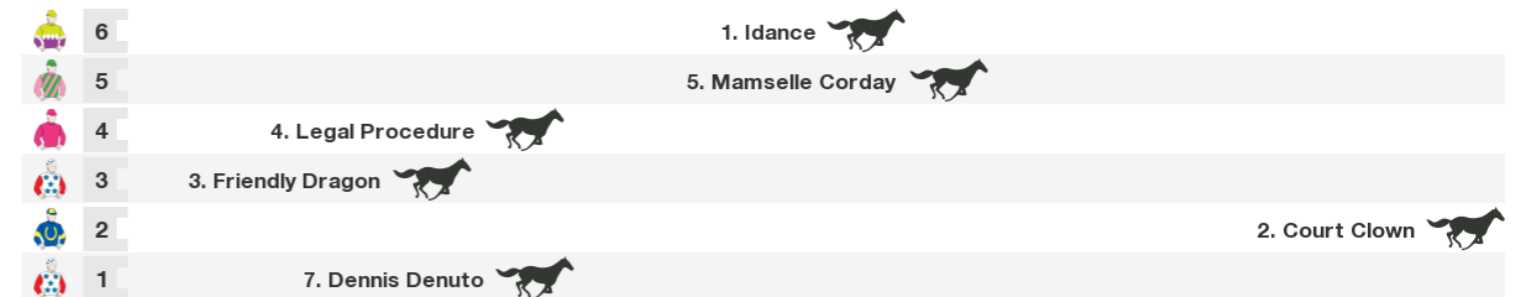 6 1. Idance
5 5. Mamselle Corday
4 4. Legal Procedure
3 3. Friendly Dragon
2 2. Court Clown
1 7. Dennis Denuto